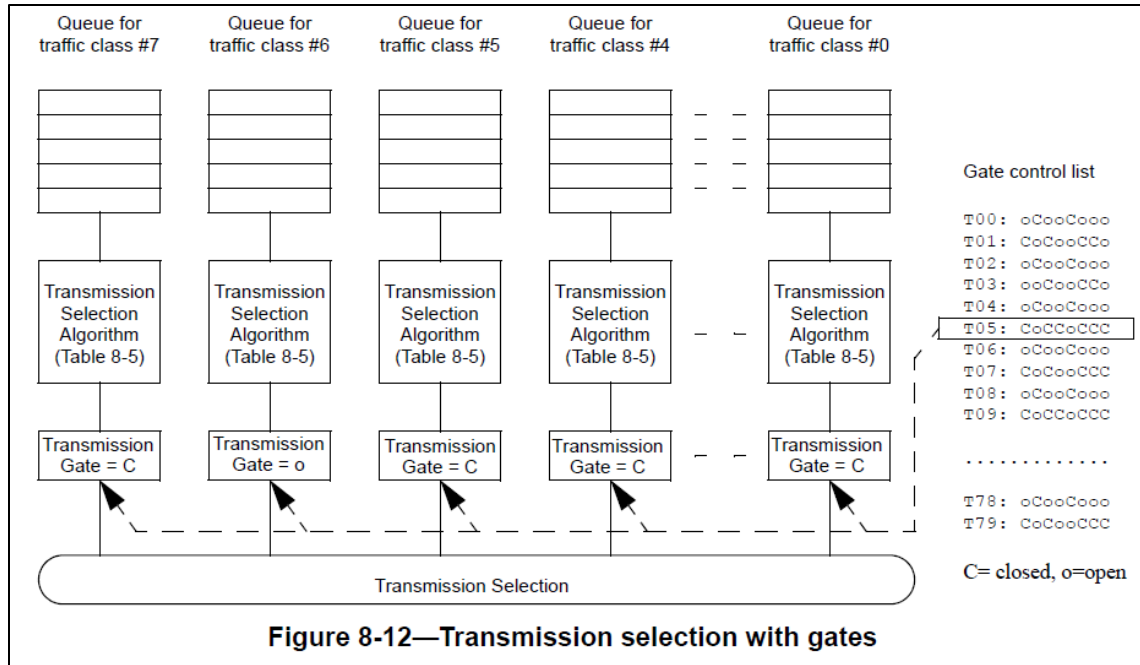 Queue for
traffic class #7
Queue for
traffic class #6
Queue for
traffic class #5
Queue for
traffic class #4
Queue for
traffic class #0
Transmission
Selection
Algorithm
(Table 8-5)
Transmission
Selection
Algorithm
(Table 8-5)
Transmission
Selection
Algorithm
(Table 8-5)
Transmission
Selection
Algorithm
(Table 8-5)
Transmission
Selection
Algorithm
(Table 8-5)
Transmission
Gate = C
Transmission
Gate = o
Transmission
Gate = C
Transmission
Gate = C
Transmission
Gate = C
Transmission Selection
Gate control list
T00: oCooCooo
T01: CoCooCCo
T02: oCooCooo
T03: ooCooCCo
T04: oCooCooo
T05: CoCCoCCC
T06: oCooCooo
T07: CoCooCCC
T08: oCooCooo
T09: CoCCoCCC
.............
T78: oCooCooo
T79: CoCooCCC
C= closed, o=open
Figure 8-12—Transmission selection with gates